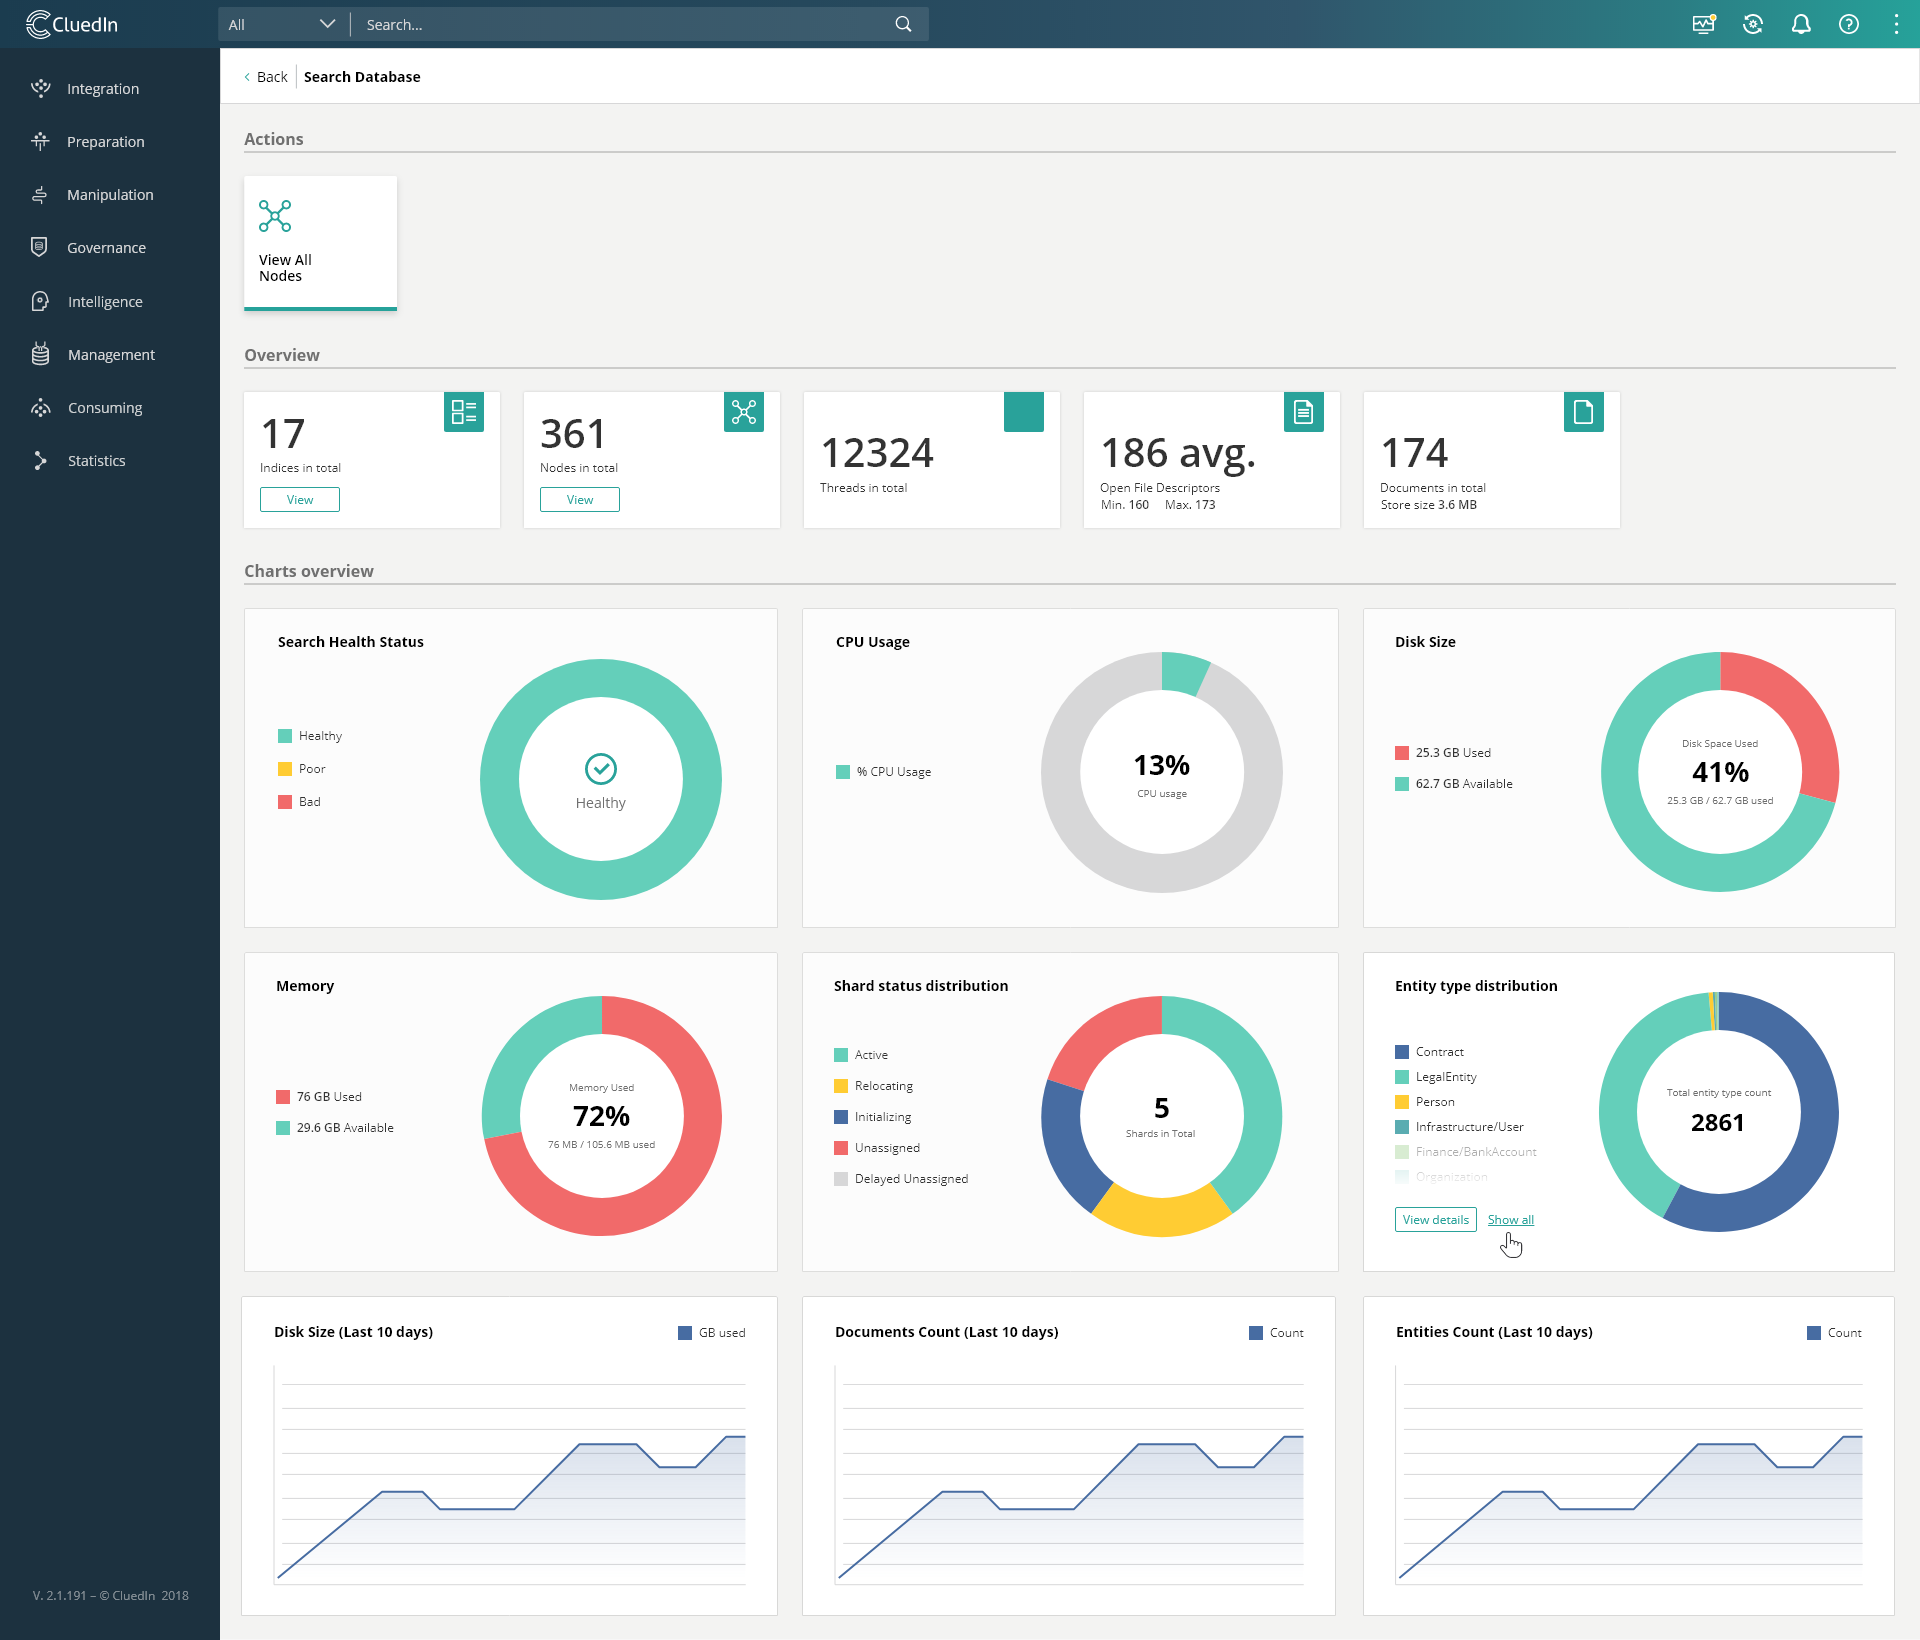 CluedIn
All
Search...
Integration
Preparation
Manipulation
Governance
Intelligence
Management
Consuming
Statistics
V. 2.1.191 – © CluedIn 2018
Back
Search Database
Actions
View All
Nodes
Overview
17
Indices in total
View
361
Nodes in total
View
12324
Threads in total
186 avg.
Open File Descriptors
Min. 160 Max. 173
174
Documents in total
Store size 3.6 MB
Charts overview
Search Health Status
Healthy
Poor
Bad
Healthy
CPU Usage
% CPU Usage
13%
CPU usage
Disk Size
25.3 GB Used
62.7 GB Available
Disk Space Used
41%
25.3 GB / 62.7 GB used
Memory
76 GB Used
29.6 GB Available
Memory Used
72%
76 MB / 105.6 MB used
Shard status distribution
Active
Relocating
Initializing
Unassigned
Delayed Unassigned
5
Shards in Total
Entity type distribution
Contract
LegalEntity
Person
Infrastructure/User
Finance/BankAccount
Organization
View details
Show all
Total entity type count
2861
Disk Size (Last 10 days)
GB used
Documents Count (Last 10 days)
Count
Entities Count (Last 10 days)
Count